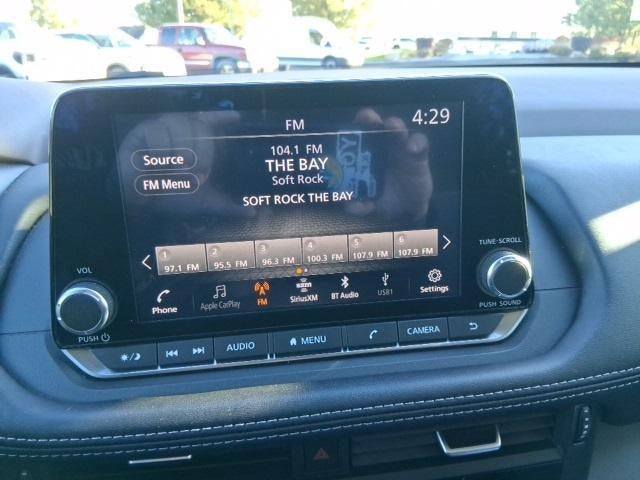 FM
4:29
Source
FM Menu
104.1 FM
THE BAY
Soft Rock
SOFT ROCK THE BAY
1
97.1 FM
2
95.5 FM
3
96.3 FM
4
100.3 FM
5
107.9 FM
6
107.9 FM
Phone
Apple CarPlay
FM
SiriusXM
BT Audio
USB1
Settings
VOL
PUSH
TUNE·SCROLL
PUSH SOUND
AUDIO
MENU
CAMERA